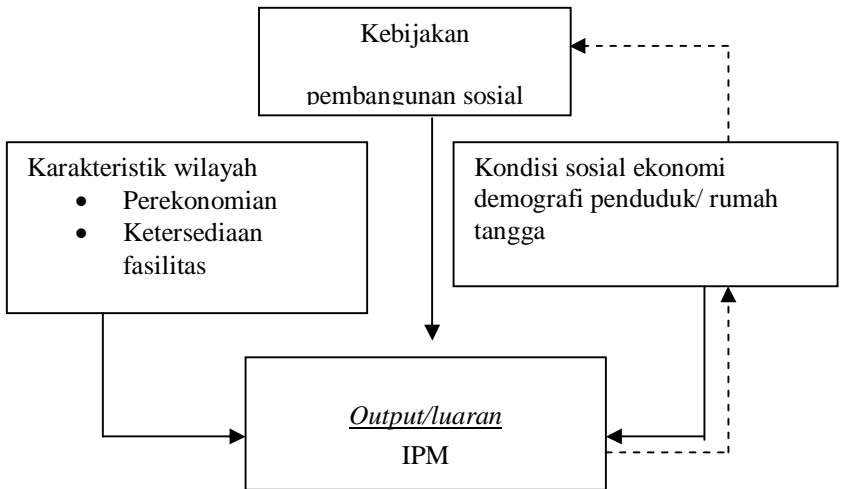 Kebijakan
pembangunan sosial
Karakteristik wilayah
• Perekonomian
• Ketersediaan
fasilitas
Kondisi sosial ekonomi
demografi penduduk/ rumah
tangga
Output/luaran
IPM